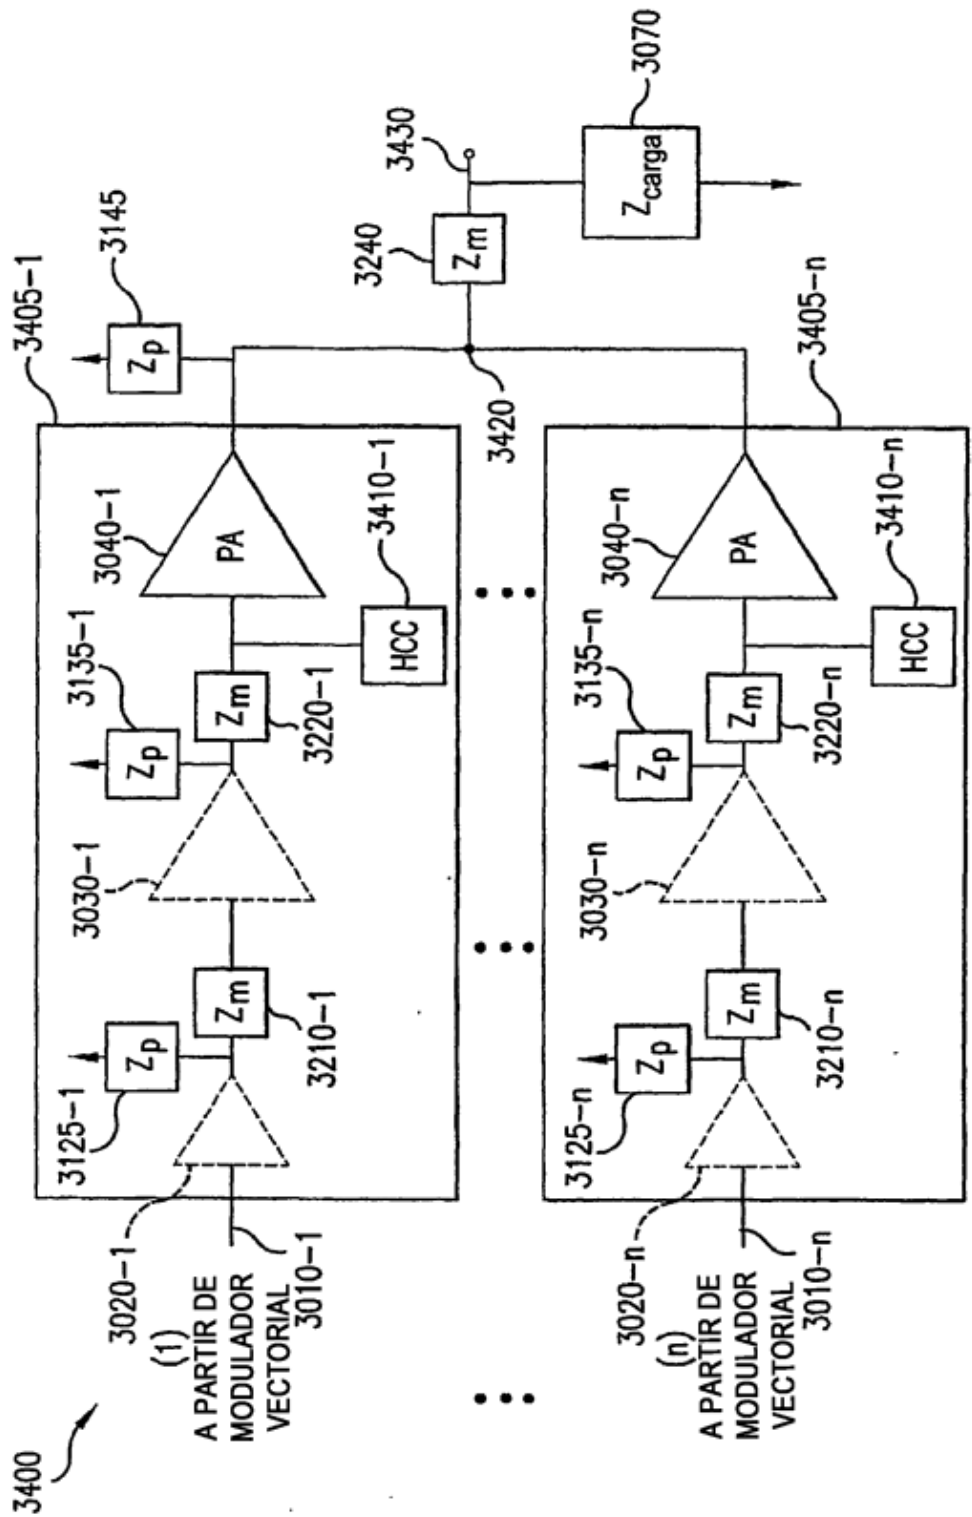 3400
3405-1
3145
Zp
3125-1
Zp
3135-1
Zp
3040-1
PA
3020-1
3030-1
Zm
3210-1
Zm
3220-1
HCC
3410-1
3010-1
(1)
A PARTIR DE
MODULADOR
VECTORIAL
3420
3240
Zm
3430
Zcarga
3070
3405-n
3125-n
Zp
3135-n
Zp
3040-n
PA
3020-n
3030-n
Zm
3210-n
Zm
3220-n
HCC
3410-n
3010-n
(n)
A PARTIR DE
MODULADOR
VECTORIAL